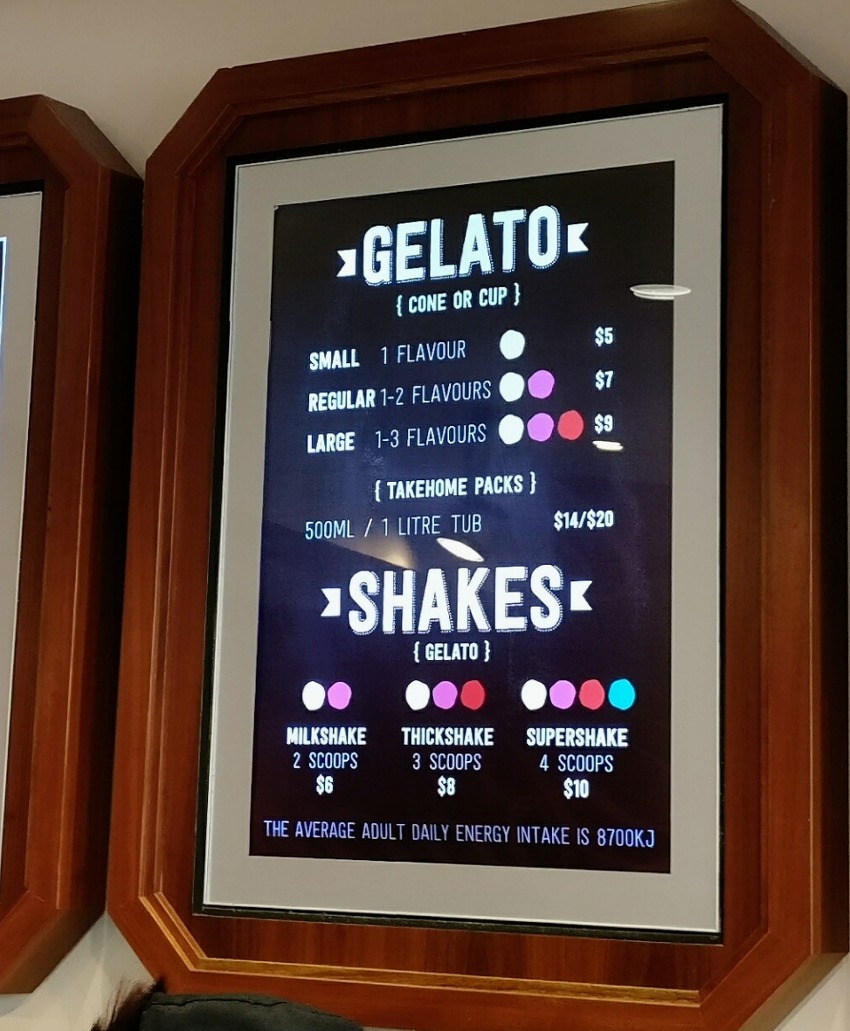 GELATO
{ CONE OR CUP }
SMALL 1 FLAVOUR $5
REGULAR 1-2 FLAVOURS $7
LARGE 1-3 FLAVOURS $9
{ TAKEHOME PACKS }
500ML / 1 LITRE TUB $14/$20
SHAKES
{ GELATO }
MILKSHAKE THICKSHAKE SUPERSHAKE
2 SCOOPS 3 SCOOPS 4 SCOOPS
$6 $8 $10
THE AVERAGE ADULT DAILY ENERGY INTAKE IS 8700KJ